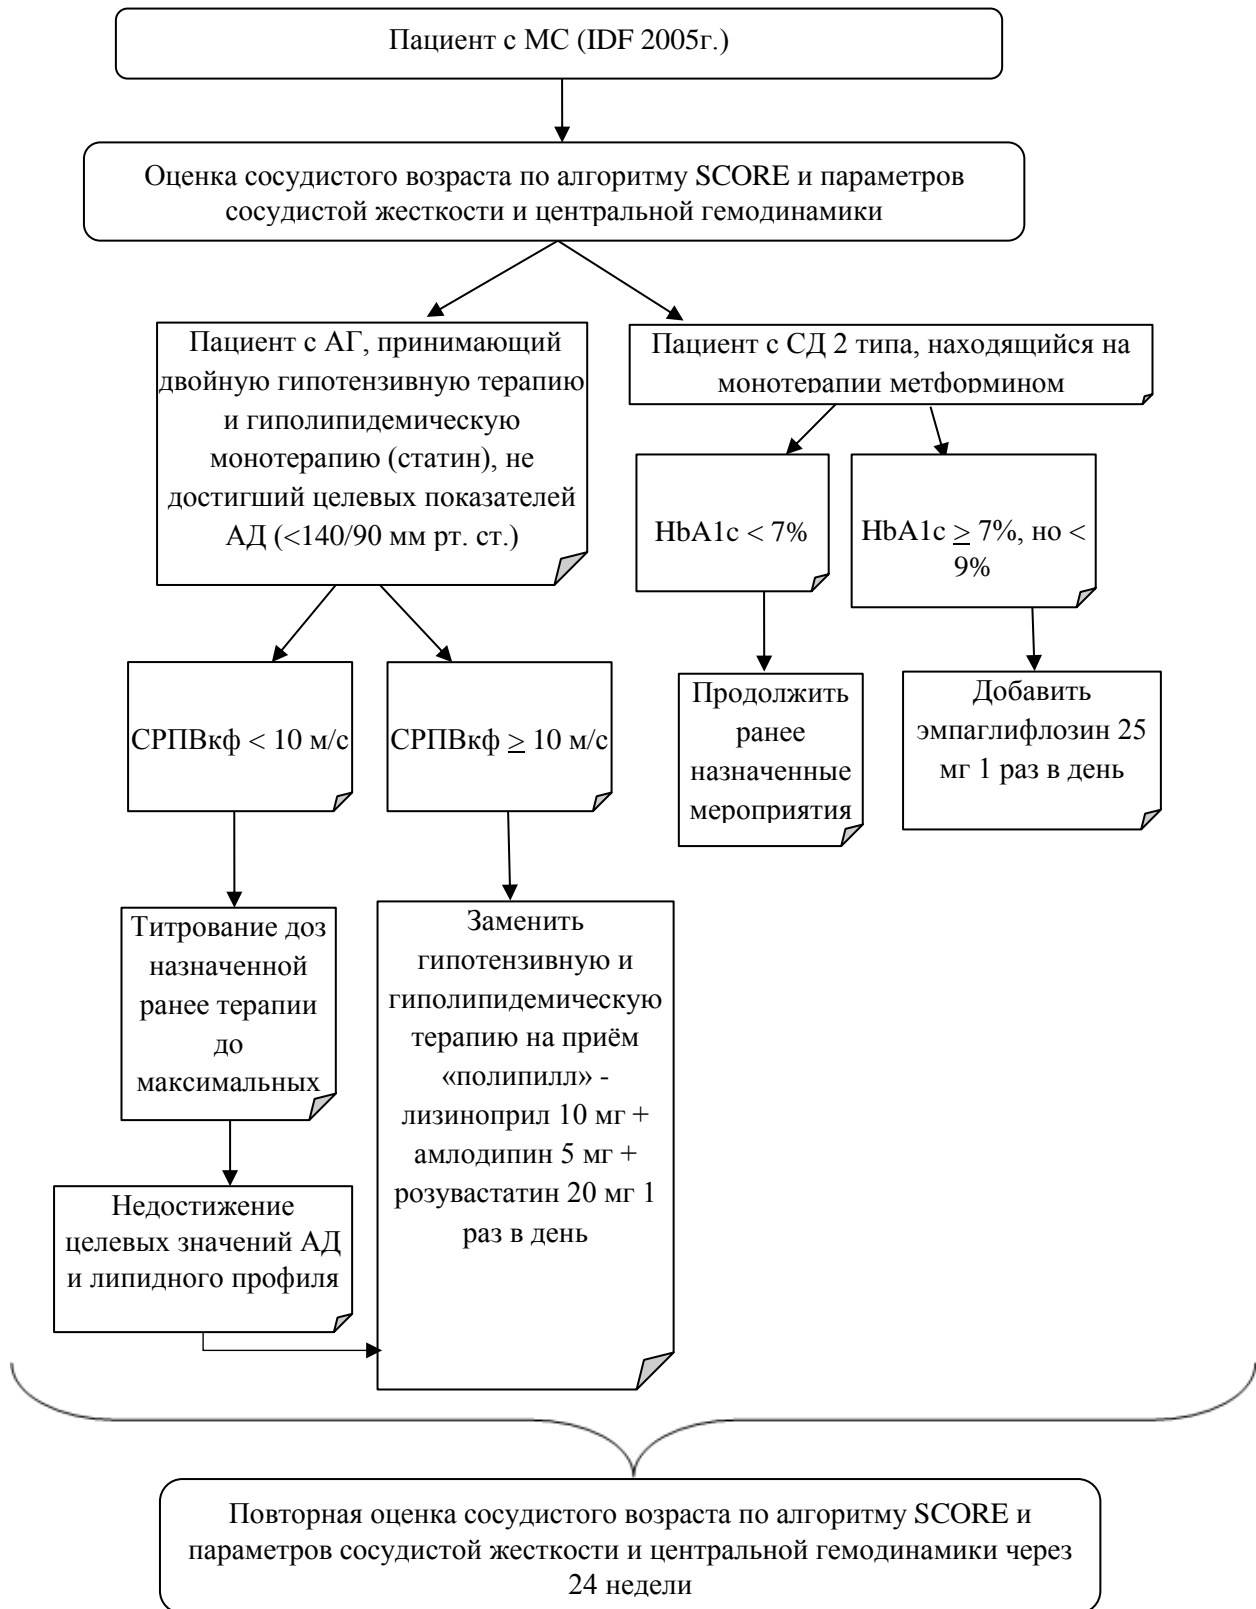 Пациент с МС (IDF 2005г.)
Оценка сосудистого возраста по алгоритму SCORE и параметров
сосудистой жесткости и центральной гемодинамики
Пациент с АГ, принимающий
двойную гипотензивную терапию
и гиполипидемическую
монотерапию (статин), не
достигший целевых показателей
АД (<140/90 мм рт. ст.)
Пациент с СД 2 типа, находящийся на
монотерапии метформином
HbA1c < 7%
HbA1c ≥ 7%, но <
9%
СРПВкф < 10 м/с
СРПВкф ≥ 10 м/с
Продолжить
ранее
назначенные
мероприятия
Добавить
эмпаглифлозин 25
мг 1 раз в день
Титрование доз
назначенной
ранее терапии
до
максимальных
Заменить
гипотензивную и
гиполипидемическую
терапию на приём
«полипилл» -
лизиноприл 10 мг +
амлодипин 5 мг +
розувастатин 20 мг 1
раз в день
Недостижение
целевых значений АД
и липидного профиля
Повторная оценка сосудистого возраста по алгоритму SCORE и
параметров сосудистой жесткости и центральной гемодинамики через
24 недели